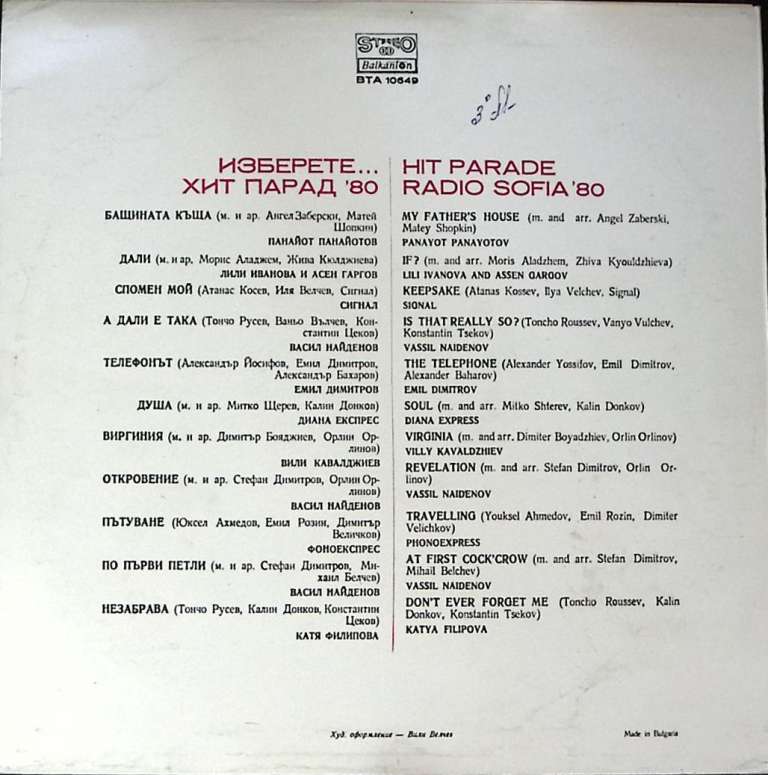 STEREO
Balkanton
BTA 10649
ИЗБЕРЕТЕ...
ХИТ ПАРАД '80
БАЩИНАТА КЪЩА (м. и ар. Ангел Заберски, Матей
Шопкин)
ПАНАЙОТ ПАНАЙОТОВ
ДАЛИ (м. и ар. Морис Аладжем, Жива Кюлджиева)
ЛИЛИ ИВАНОВА И АСЕН ГАРГОВ
СПОМЕН МОЙ (Атанас Косев, Иля Велчев, Сигнал)
СИГНАЛ
А ДАЛИ Е ТАКА (Тончо Русев, Ваньо Вълчев, Кон-
стантин Цеков)
ВАСИЛ НАЙДЕНОВ
ТЕЛЕФОНЪТ (Александър Йосифов, Емил Димитров,
Александър Бахаров)
ЕМИЛ ДИМИТРОВ
ДУША (м. и ар. Митко Щерев, Калин Донков)
ДИАНА ЕКСПРЕС
ВИРГИНИЯ (м. и ар. Димитър Бояджиев, Орлин Ор-
линов)
ВИЛИ КАВАЛДЖИЕВ
ОТКРОВЕНИЕ (м. и ар. Стефан Димитров, Орлин Ор-
линов)
ВАСИЛ НАЙДЕНОВ
ПЪТУВАНЕ (Юксел Ахмедов, Емил Розин, Димитър
Величков)
ФОНОЕКСПРЕС
ПО ПЪРВИ ПЕТЛИ (м. и ар. Стефан Димитров, Ми-
хаил Белчев)
ВАСИЛ НАЙДЕНОВ
НЕЗАБРАВА (Тончо Русев, Калин Донков, Константин
Цеков)
КАТЯ ФИЛИПОВА
HIT PARADE
RADIO SOFIA '80
MY FATHER'S HOUSE (m. and arr. Angel Zaberski,
Matey Shopkin)
PANAYOT PANAYOTOV
IF? (m. and arr. Moris Aladzhem, Zhiva Kyouldzhieva)
LILI IVANOVA AND ASSEN GARGOV
KEEPSAKE (Atanas Kossev, Ilya Velchev, Signal)
SIGNAL
IS THAT REALLY SO? (Toncho Roussev, Vanyo Vulchev,
Konstantin Tsekov)
VASSIL NAIDENOV
THE TELEPHONE (Alexander Yossifov, Emil Dimitrov,
Alexander Baharov)
EMIL DIMITROV
SOUL (m. and arr. Mitko Shterev, Kalin Donkov)
DIANA EXPRESS
VIRGINIA (m. and arr. Dimiter Boyadzhiev, Orlin Orlinov)
VILLY KAVALDZHIEV
REVELATION (m. and arr. Stefan Dimitrov, Orlin Or-
linov)
VASSIL NAIDENOV
TRAVELLING (Youksel Ahmedov, Emil Rozin, Dimiter
Velichkov)
PHONOEXPRESS
AT FIRST COCK'CROW (m. and arr. Stefan Dimitrov,
Mihail Belchev)
VASSIL NAIDENOV
DON'T EVER FORGET ME (Toncho Roussev, Kalin
Donkov, Konstantin Tsekov)
KATYA FILIPOVA
Худ. оформление — Вили Велчев
Made in Bulgaria